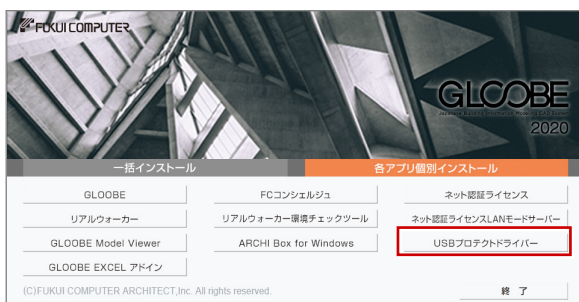 FUKUI COMPUTER
GLOOBE
2020
一括インストール
各アプリ個別インストール
GLOOBE
FCコンシェルジュ
ネット認証ライセンス
リアルウォーカー
リアルウォーカー環境チェックツール
ネット認証ライセンスLANモードサーバー
GLOOBE Model Viewer
ARCHI Box for Windows
USBプロテクトドライバー
GLOOBE EXCEL アドイン
(C)FUKUI COMPUTER ARCHITECT,Inc. All rights reserved.
終 了